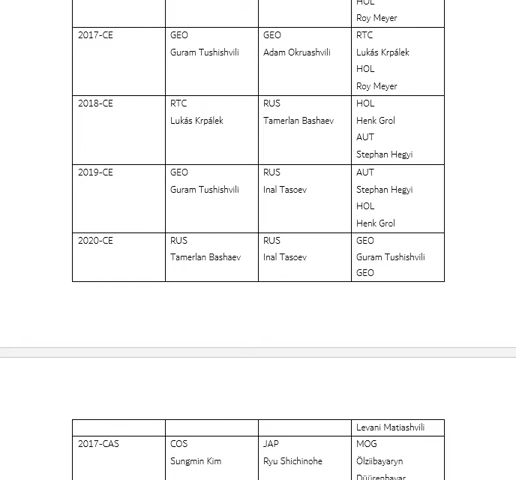 HOL
Roy Meyer
2017-CE GEO GEO RTC
Guram Tushishvili Adam Okruashvili Lukás Krpálek
HOL
Roy Meyer
2018-CE RTC RUS HOL
Lukás Krpálek Tamerlan Bashaev Henk Grol
AUT
Stephan Hegyi
2019-CE GEO RUS AUT
Guram Tushishvili Inal Tasoev Stephan Hegyi
HOL
Henk Grol
2020-CE RUS RUS GEO
Tamerlan Bashaev Inal Tasoev Guram Tushishvili
GEO
Levani Matiashvili
2017-CAS COS JAP MOG
Sungmin Kim Ryu Shichinohe Ölziibayaryn
Düürenbayar